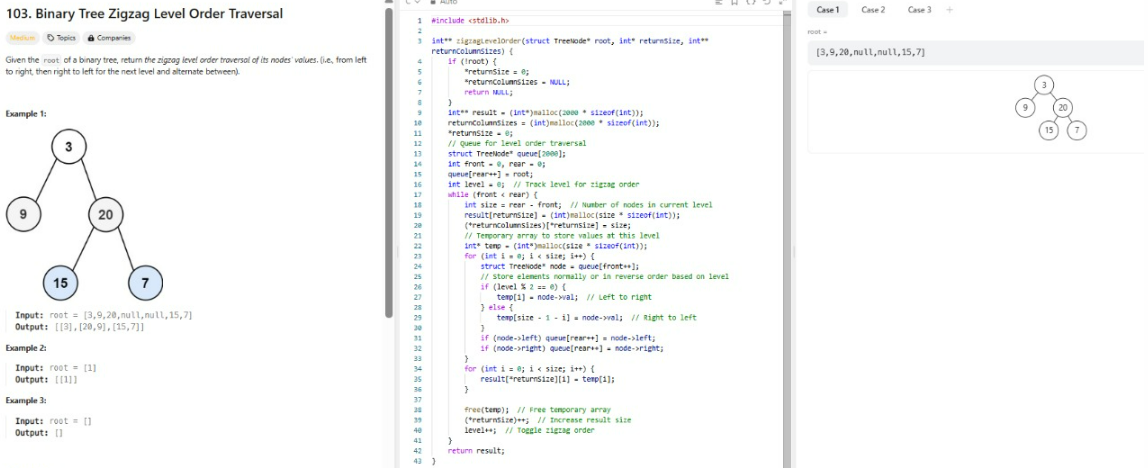 103. Binary Tree Zigzag Level Order Traversal
Medium Topics Companies
Given the root of a binary tree, return the zigzag level order traversal of its nodes' values. (i.e., from left
to right, then right to left for the next level and alternate between).
Example 1:
3
9
20
15
7
Input: root = [3,9,20,null,null,15,7]
Output: [[3],[20,9],[15,7]]
Example 2:
Input: root = [1]
Output: [[1]]
Example 3:
Input: root = []
Output: []
Auto
1 #include <stdlib.h>
2
3 int** zigzagLevelOrder(struct TreeNode* root, int* returnSize, int**
returnColumnSizes) {
4 if (!root) {
5 *returnSize = 0;
6 *returnColumnSizes = NULL;
7 return NULL;
8 }
9 int** result = (int*)malloc(2000 * sizeof(int));
10 returnColumnSizes = (int)malloc(2000 * sizeof(int));
11 *returnSize = 0;
12 // Queue for level order traversal
13 struct TreeNode* queue[2000];
14 int front = 0, rear = 0;
15 queue[rear++] = root;
16 int level = 0; // Track level for zigzag order
17 while (front < rear) {
18 int size = rear - front; // Number of nodes in current level
19 result[returnSize] = (int)malloc(size * sizeof(int));
20 (*returnColumnSizes)[*returnSize] = size;
21 // Temporary array to store values at this level
22 int* temp = (int*)malloc(size * sizeof(int));
23 for (int i = 0; i < size; i++) {
24 struct TreeNode* node = queue[front++];
25 // Store elements normally or in reverse order based on level
26 if (level % 2 == 0) {
27 temp[i] = node->val; // Left to right
28 } else {
29 temp[size - 1 - i] = node->val; // Right to left
30 }
31 if (node->left) queue[rear++] = node->left;
32 if (node->right) queue[rear++] = node->right;
33 }
34 for (int i = 0; i < size; i++) {
35 result[*returnSize][i] = temp[i];
36 }
37
38 free(temp); // Free temporary array
39 (*returnSize)++; // Increase result size
40 level++; // Toggle zigzag order
41 }
42 return result;
43 }
Case 1 Case 2 Case 3 +
root =
[3,9,20,null,null,15,7]
3
9
20
15
7